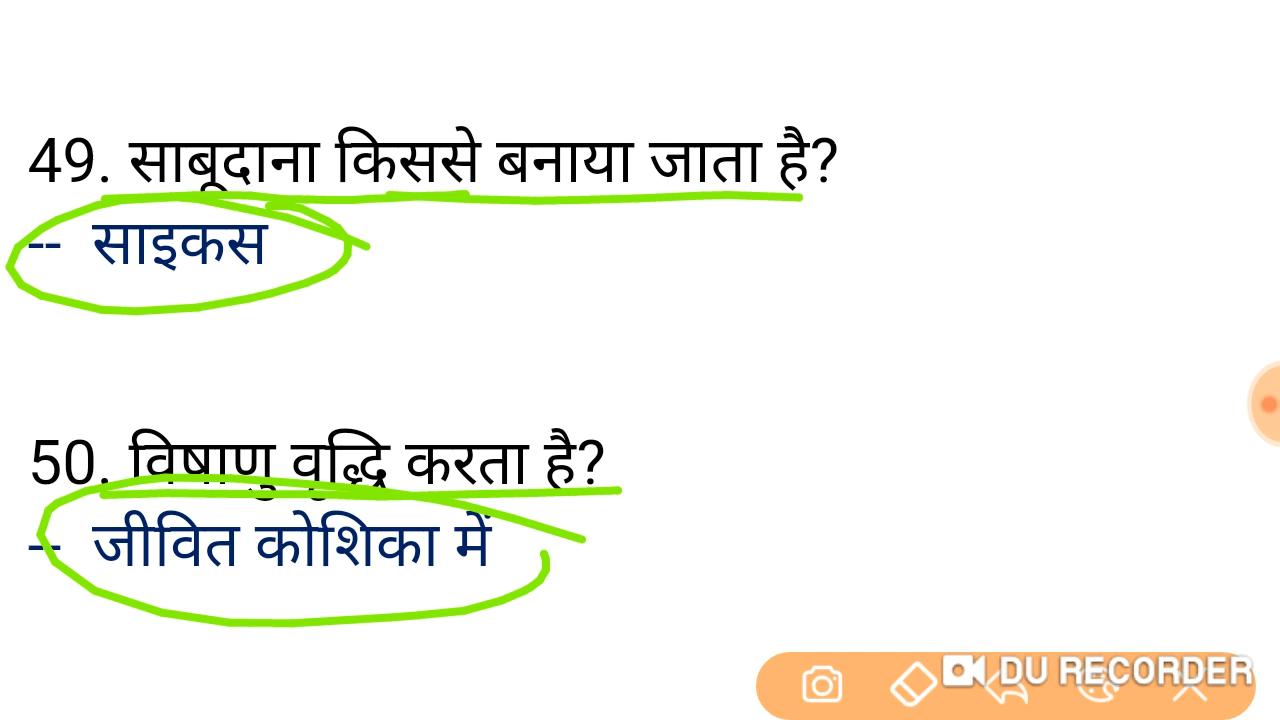 49. साबूदाना किससे बनाया जाता है?
-- साइकस
50. विषाणु वृद्धि करता है?
-- जीवित कोशिका में
DU RECORDER